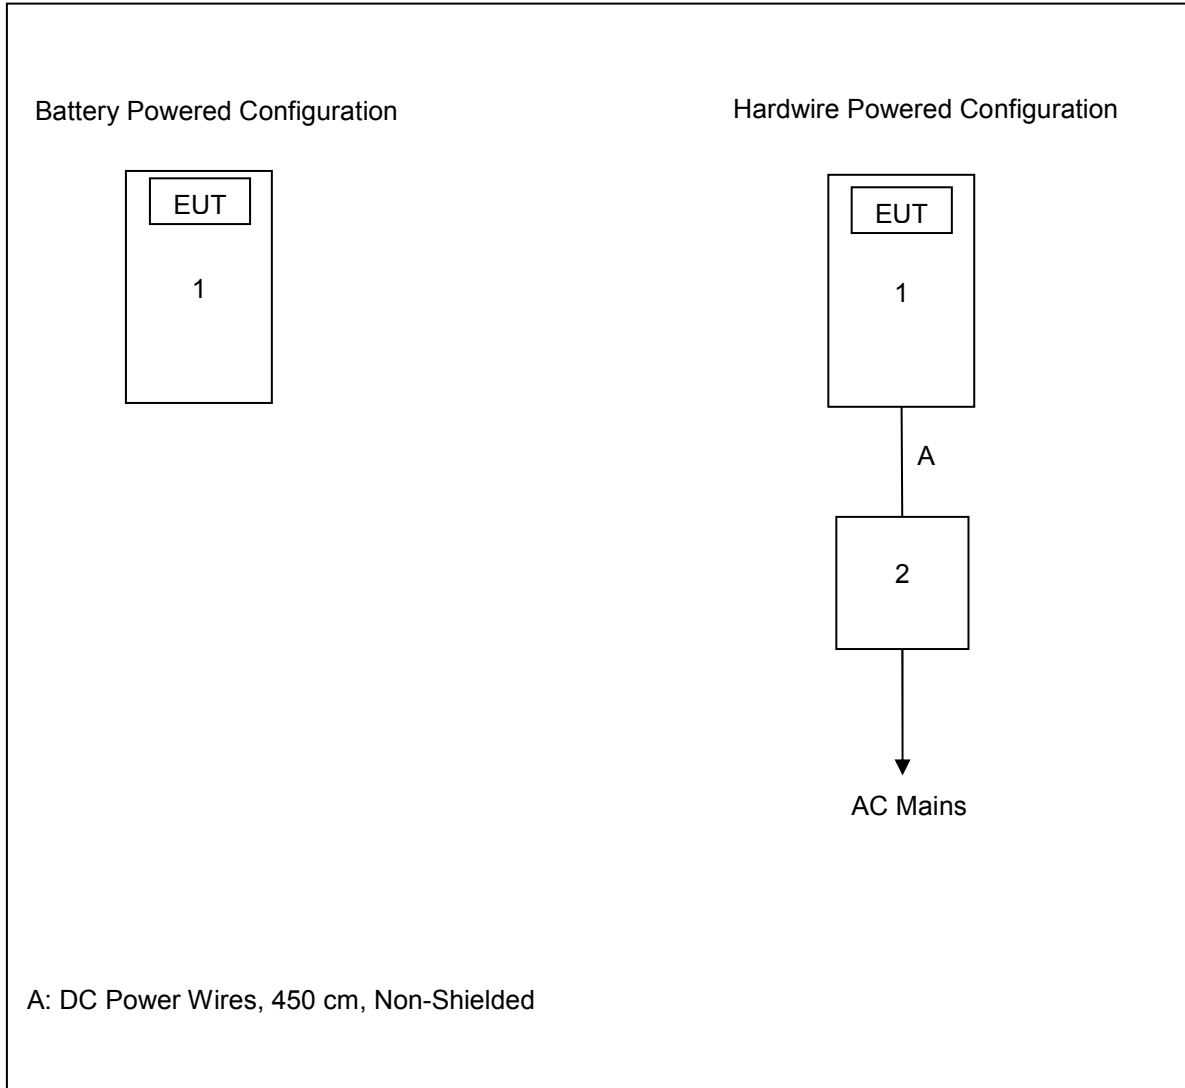 Battery Powered Configuration
Hardwire Powered Configuration
EUT
1
EUT
1
A
2
AC Mains
A: DC Power Wires, 450 cm, Non-Shielded